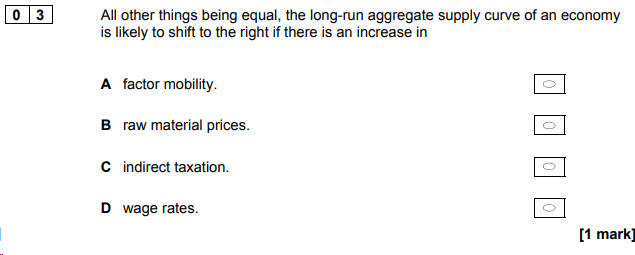 0 3 All other things being equal, the long-run aggregate supply curve of an economy
is likely to shift to the right if there is an increase in
A factor mobility.
B raw material prices.
C indirect taxation.
D wage rates.
[1 mark]